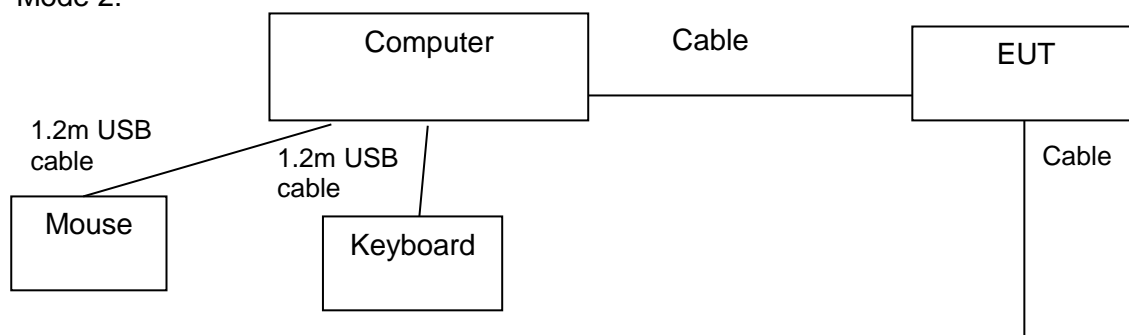 Mode 2:
Computer
Cable
EUT
1.2m USB
cable
1.2m USB
cable
Cable
Mouse
Keyboard